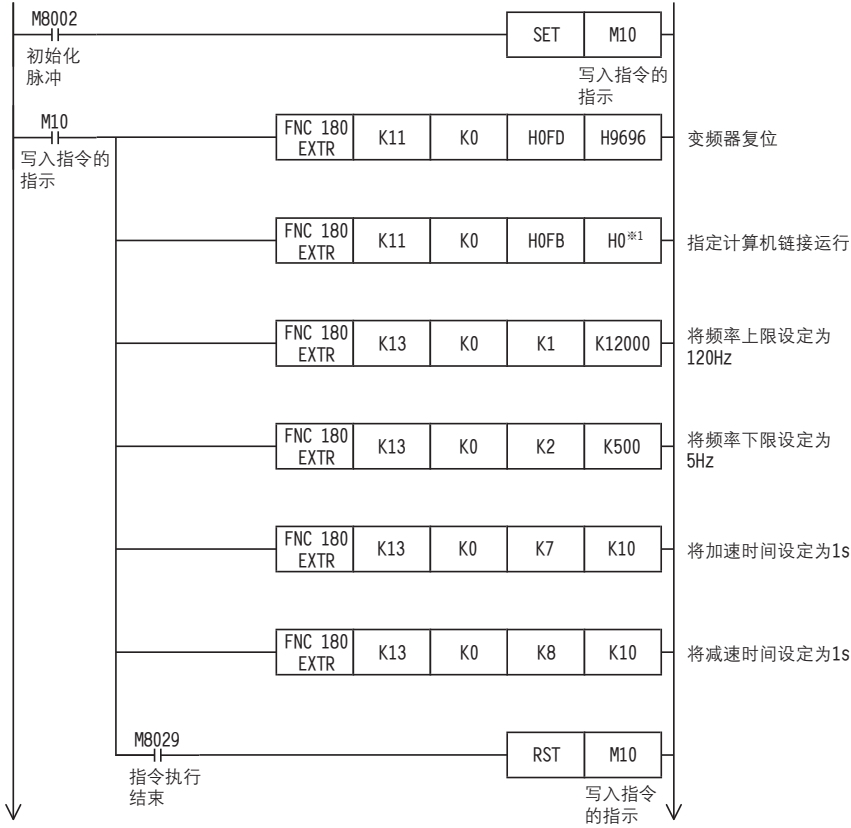 M8002
SET M10
初始化
脉冲
写入指令的
指示
M10
FNC 180
EXTR K11 K0 H0FD H9696 变频器复位
写入指令的
指示
FNC 180
EXTR K11 K0 H0FB H0※1 指定计算机链接运行
FNC 180
EXTR K13 K0 K1 K12000 将频率上限设定为
120Hz
FNC 180
EXTR K13 K0 K2 K500 将频率下限设定为
5Hz
FNC 180
EXTR K13 K0 K7 K10 将加速时间设定为1s
FNC 180
EXTR K13 K0 K8 K10 将减速时间设定为1s
M8029
RST M10
指令执行
结束
写入指令
的指示